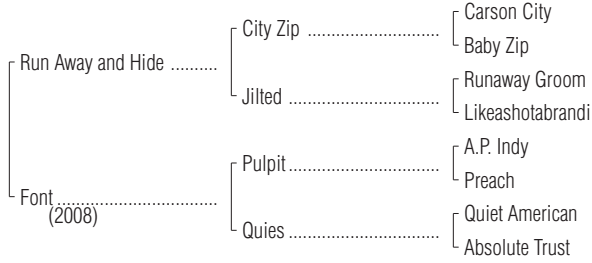 Carson City
City Zip ........................................
Baby Zip
Run Away and Hide ..........
Runaway Groom
Jilted ..............................................
Likeashotabrandi
A.P. Indy
Pulpit..............................................
Preach
Font ................................................
(2008)
Quiet American
Quies ..............................................
Absolute Trust